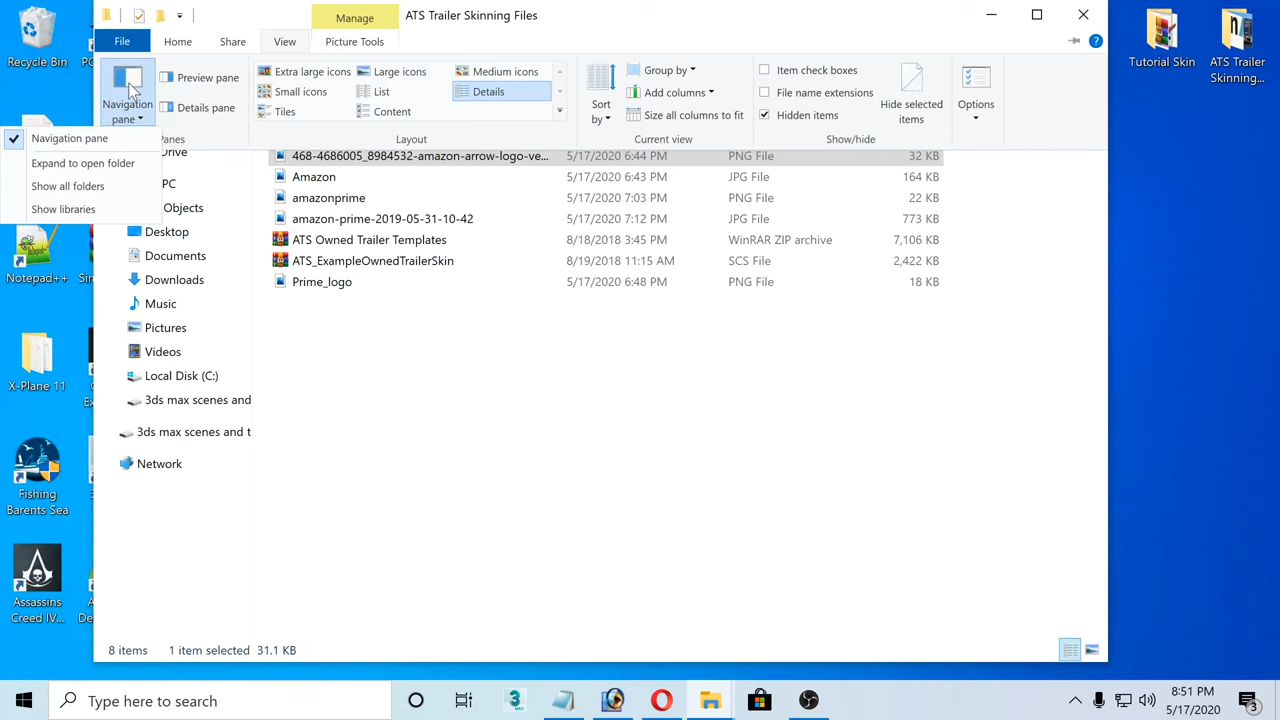 Manage
ATS Trailer Skinning Files
File
Home
Share
View
Picture Tools
Navigation
pane
Preview pane
Details pane
Panes
Extra large icons
Large icons
Medium icons
Small icons
List
Details
Tiles
Content
Layout
Sort
by
Group by
Add columns
Size all columns to fit
Current view
Item check boxes
File name extensions
Hidden items
Hide selected
items
Show/hide
Options
Navigation pane
Expand to open folder
Show all folders
Show libraries
468-4686005_8984532-amazon-arrow-logo-ve... 5/17/2020 6:44 PM PNG File 32 KB
Amazon 5/17/2020 6:43 PM JPG File 164 KB
amazonprime 5/17/2020 7:03 PM PNG File 22 KB
amazon-prime-2019-05-31-10-42 5/17/2020 7:12 PM JPG File 773 KB
ATS Owned Trailer Templates 8/18/2018 3:45 PM WinRAR ZIP archive 7,106 KB
ATS_ExampleOwnedTrailerSkin 8/19/2018 11:15 AM SCS File 2,422 KB
Prime_logo 5/17/2020 6:48 PM PNG File 18 KB
PC
Objects
Desktop
Documents
Downloads
Music
Pictures
Videos
Local Disk (C:)
3ds max scenes and
3ds max scenes and t
Network
8 items 1 item selected 31.1 KB
Recycle Bin
Notepad++
X-Plane 11
Fishing
Barents Sea
Assassins
Creed IV...
Tutorial Skin
ATS Trailer
Skinning...
Type here to search
8:51 PM
5/17/2020
3